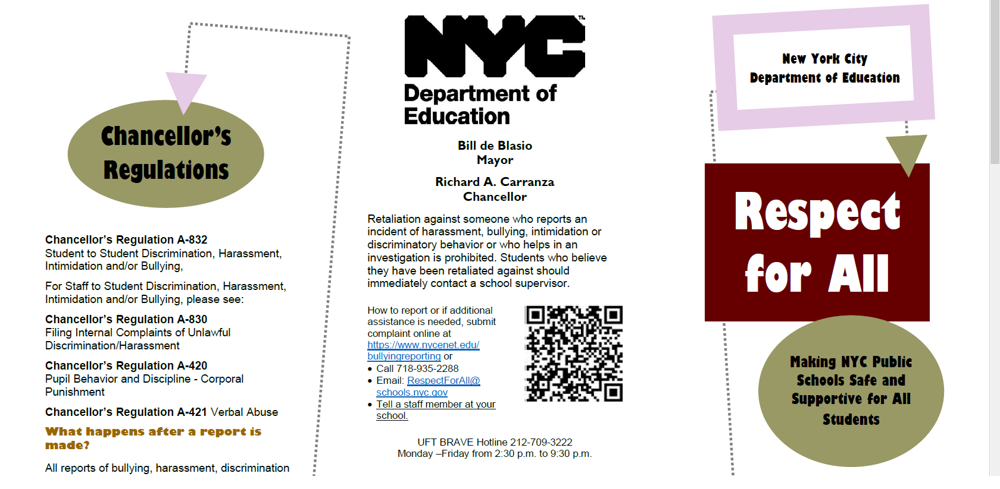 Chancellor's
Regulations
Chancellor's Regulation A-832
Student to Student Discrimination, Harassment,
Intimidation and/or Bullying,
For Staff to Student Discrimination, Harassment,
Intimidation and/or Bullying, please see:
Chancellor's Regulation A-830
Filing Internal Complaints of Unlawful
Discrimination/Harassment
Chancellor's Regulation A-420
Pupil Behavior and Discipline - Corporal
Punishment
Chancellor's Regulation A-421 Verbal Abuse
What happens after a report is
made?
All reports of bullying, harassment, discrimination
NYC™
Department of
Education
Bill de Blasio
Mayor
Richard A. Carranza
Chancellor
Retaliation against someone who reports an
incident of harassment, bullying, intimidation or
discriminatory behavior or who helps in an
investigation is prohibited. Students who believe
they have been retaliated against should
immediately contact a school supervisor.
How to report or if additional
assistance is needed, submit
complaint online at
https://www.nycenet.edu/
bullyingreporting or
• Call 718-935-2288
• Email: RespectForAll@
schools.nyc.gov
• Tell a staff member at your
school.
UFT BRAVE Hotline 212-709-3222
Monday –Friday from 2:30 p.m. to 9:30 p.m.
New York City
Department of Education
Respect
for All
Making NYC Public
Schools Safe and
Supportive for All
Students